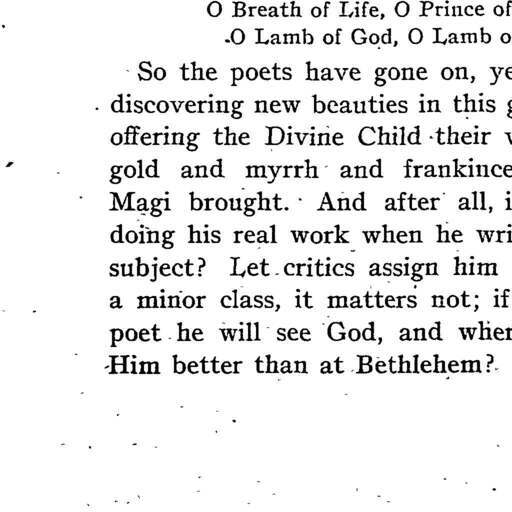 O Breath of Life, O Prince of
O Lamb of God, O Lamb o
So the poets have gone on, ye
discovering new beauties in this g
offering the Divine Child their v
gold and myrrh and frankince
Magi brought. And after all, i
doing his real work when he wri
subject? Let critics assign him
a minor class, it matters not; if
poet he will see God, and wher
Him better than at Bethlehem?